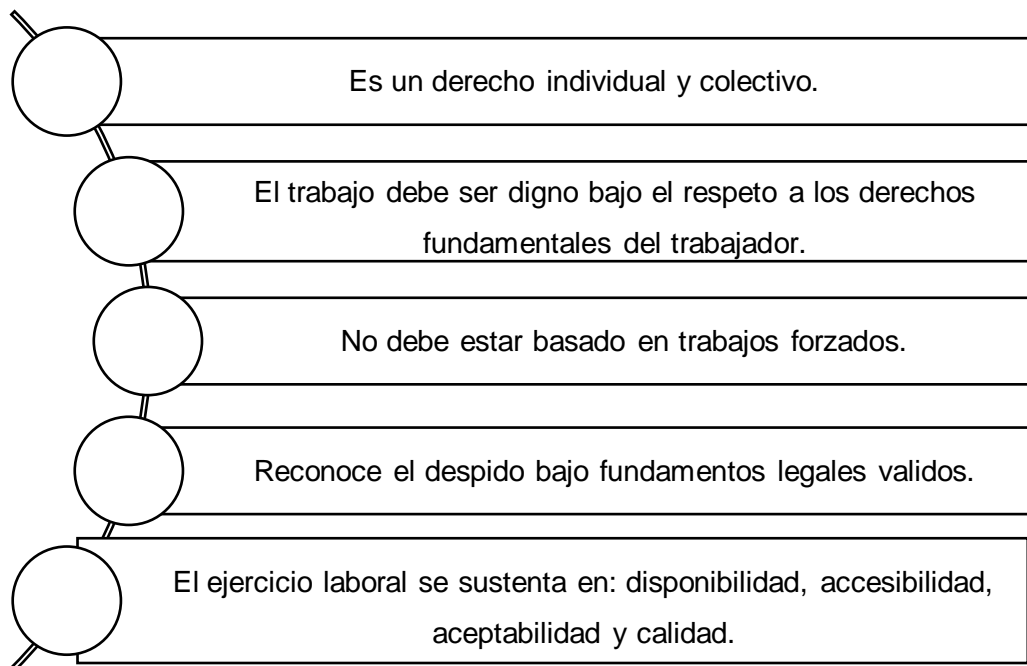 Es un derecho individual y colectivo.
El trabajo debe ser digno bajo el respeto a los derechos
fundamentales del trabajador.
No debe estar basado en trabajos forzados.
Reconoce el despido bajo fundamentos legales validos.
El ejercicio laboral se sustenta en: disponibilidad, accesibilidad,
aceptabilidad y calidad.